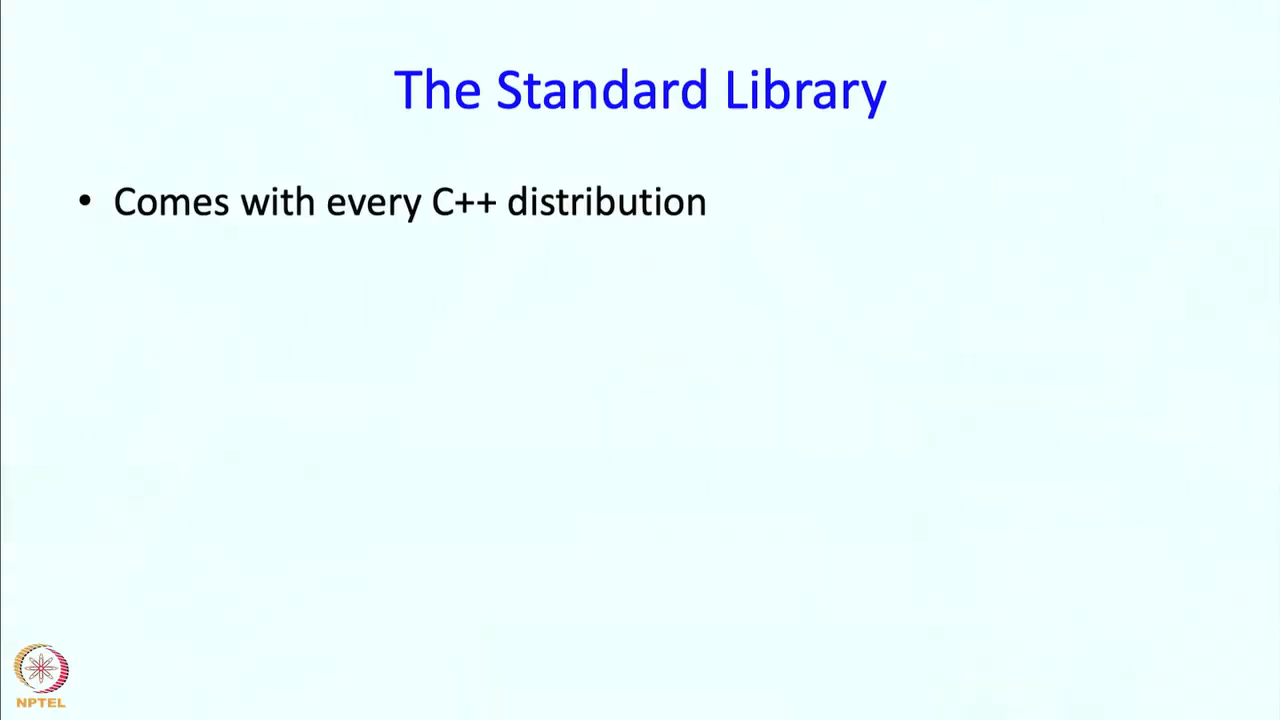 The Standard Library
• Comes with every C++ distribution
NPTEL